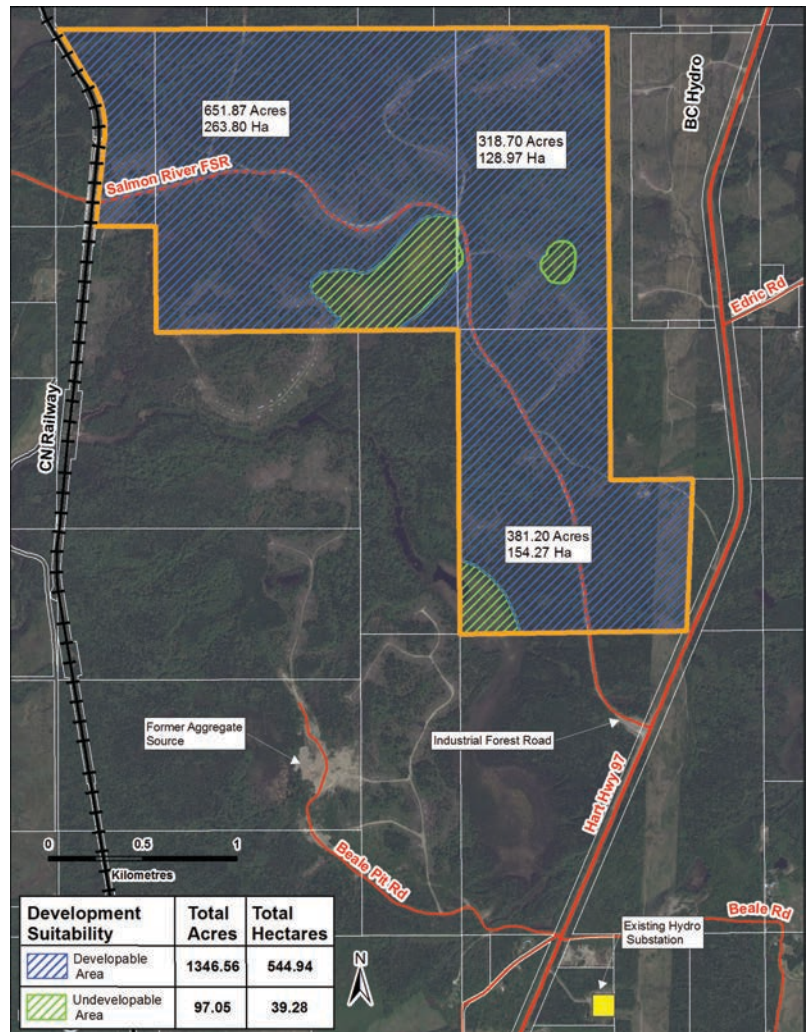 651.87 Acres
263.80 Ha
318.70 Acres
128.97 Ha
BC Hydro
Salmon River FSR
Edric Rd
CN Railway
381.20 Acres
154.27 Ha
Former Aggregate
Source
Industrial Forest Road
Hart Hwy 97
Beale Pit Rd
0 0.5 1
Kilometres
Beale Rd
Existing Hydro
Substation
N
Development Suitability Total Acres Total Hectares
Developable Area 1346.56 544.94
Undevelopable Area 97.05 39.28